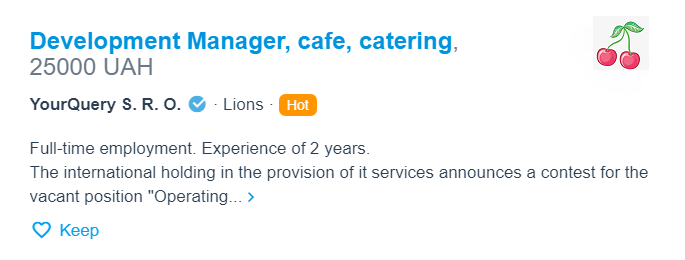 Development Manager, cafe, catering,
25000 UAH
YourQuery S. R. O. · Lions · Hot
Full-time employment. Experience of 2 years.
The international holding in the provision of it services announces a contest for the
vacant position "Operating... ›
Keep